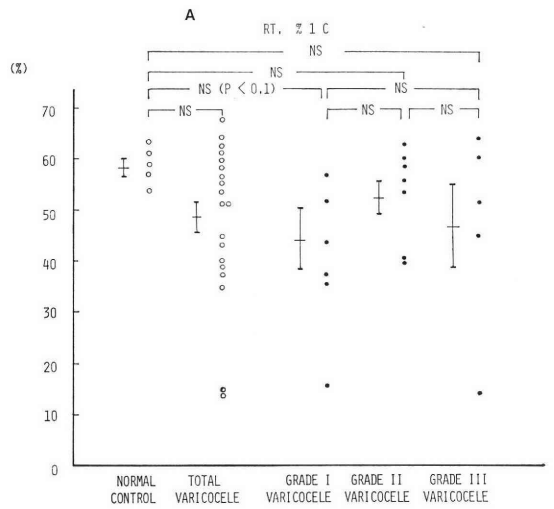 A
RT. % 1 C
NS
(%)
NS
NS (P < 0.1)
NS
NS
NS
NS
70
60
50
40
30
20
10
0
NORMAL CONTROL
TOTAL VARICOCELE
GRADE I VARICOCELE
GRADE II VARICOCELE
GRADE III VARICOCELE